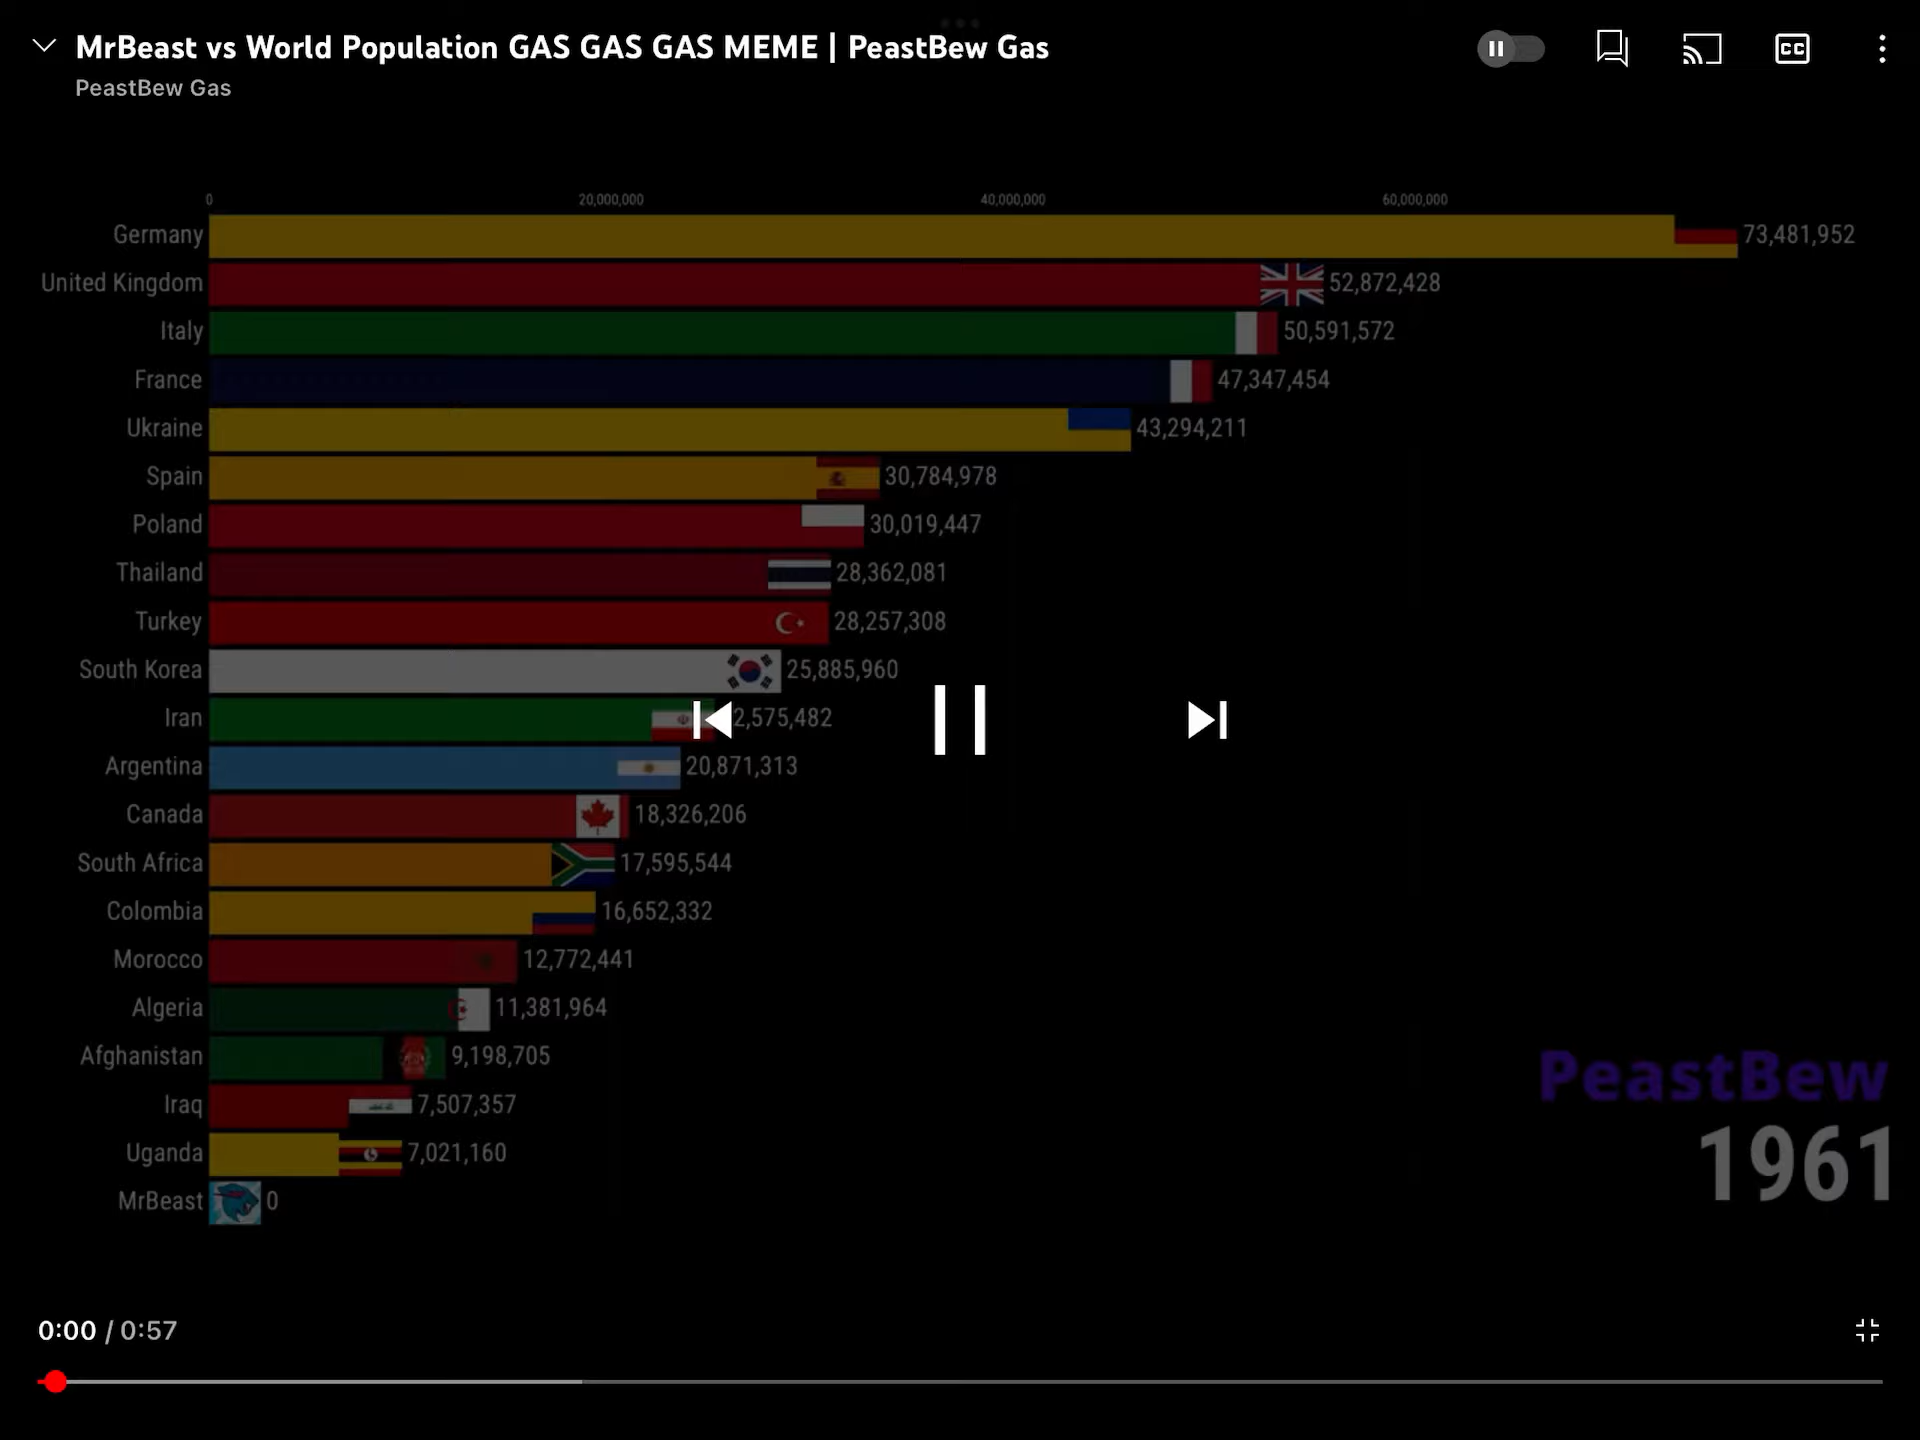 MrBeast vs World Population GAS GAS GAS MEME | PeastBew Gas
CC
PeastBew Gas
0 20,000,000 40,000,000 60,000,000
Germany 73,481,952
United Kingdom 52,872,428
Italy 50,591,572
France 47,347,454
Ukraine 43,294,211
Spain 30,784,978
Poland 30,019,447
Thailand 28,362,081
Turkey 28,257,308
South Korea 25,885,960
Iran 2,575,482
Argentina 20,871,313
Canada 18,326,206
South Africa 17,595,544
Colombia 16,652,332
Morocco 12,772,441
Algeria 11,381,964
Afghanistan 9,198,705
Iraq 7,507,357
Uganda 7,021,160
MrBeast 0
PeastBew
1961
0:00 / 0:57